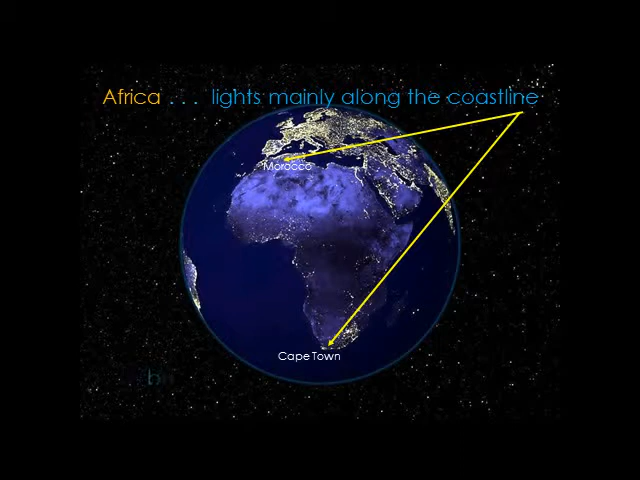 Africa . . . lights mainly along the coastline
Morocco
Cape Town